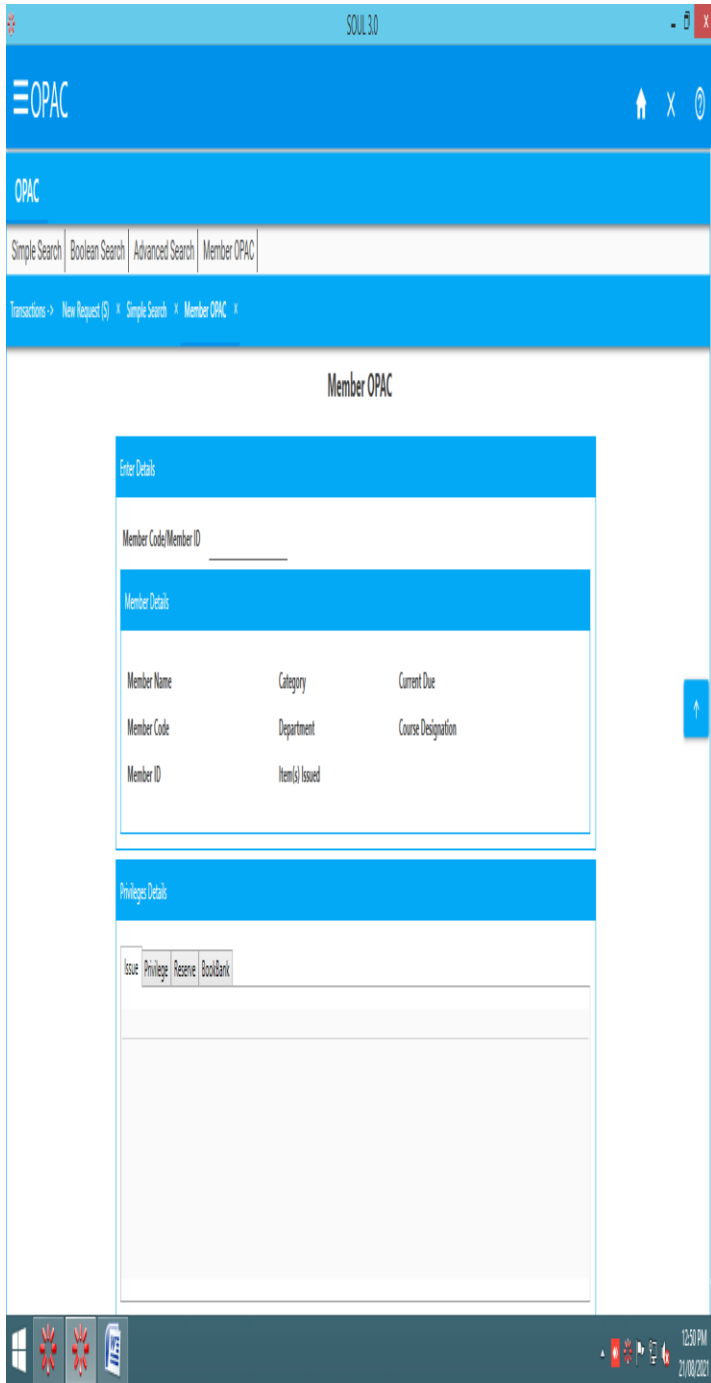 SOUL 3.0
OPAC
OPAC
Simple Search Boolean Search Advanced Search Member OPAC
Transactions -> New Request (S) × Simple Search × Member OPAC ×
Member OPAC
Enter Details
Member Code/Member ID
Member Details
Member Name Category Current Due
Member Code Department Course Designation
Member ID Item(s) Issued
Privileges Details
Issue Privilege Reserve BookBank
12:50 PM
21/08/2021